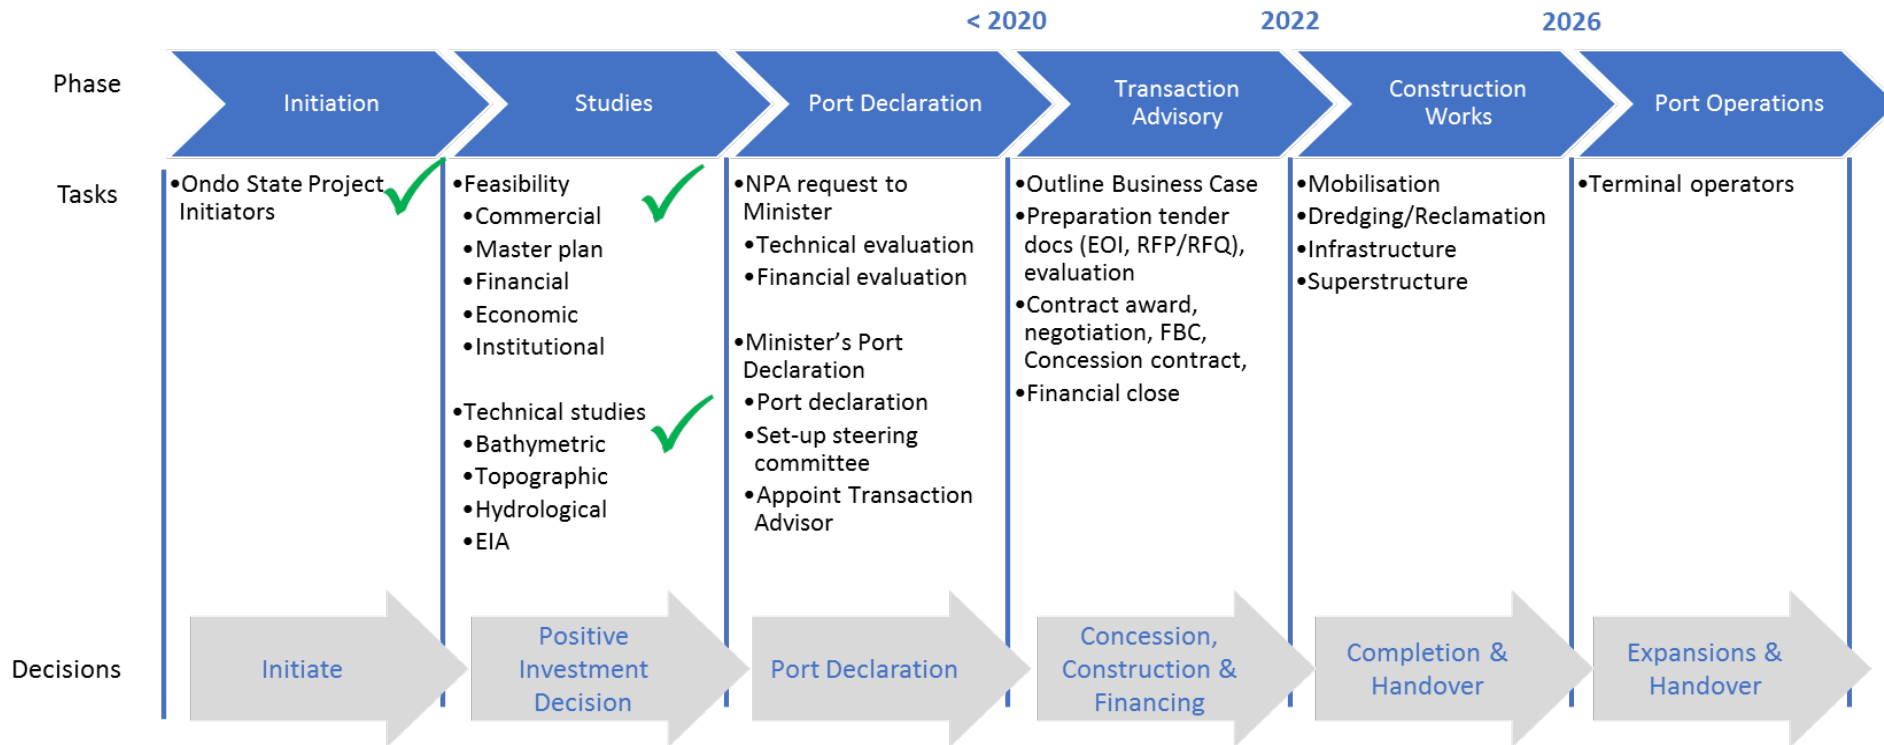 < 2020
2022
2026
Phase
Initiation
Studies
Port Declaration
Transaction
Advisory
Construction
Works
Port Operations
Tasks
•Ondo State Project
Initiators
•Feasibility
•Commercial
•Master plan
•Financial
•Economic
•Institutional
•Technical studies
•Bathymetric
•Topographic
•Hydrological
•EIA
•NPA request to
Minister
•Technical evaluation
•Financial evaluation
•Minister’s Port
Declaration
•Port declaration
•Set-up steering
committee
•Appoint Transaction
Advisor
•Outline Business Case
•Preparation tender
docs (EOI, RFP/RFQ),
evaluation
•Contract award,
negotiation, FBC,
Concession contract,
•Financial close
•Mobilisation
•Dredging/Reclamation
•Infrastructure
•Superstructure
•Terminal operators
Decisions
Initiate
Positive
Investment
Decision
Port Declaration
Concession,
Construction &
Financing
Completion &
Handover
Expansions &
Handover